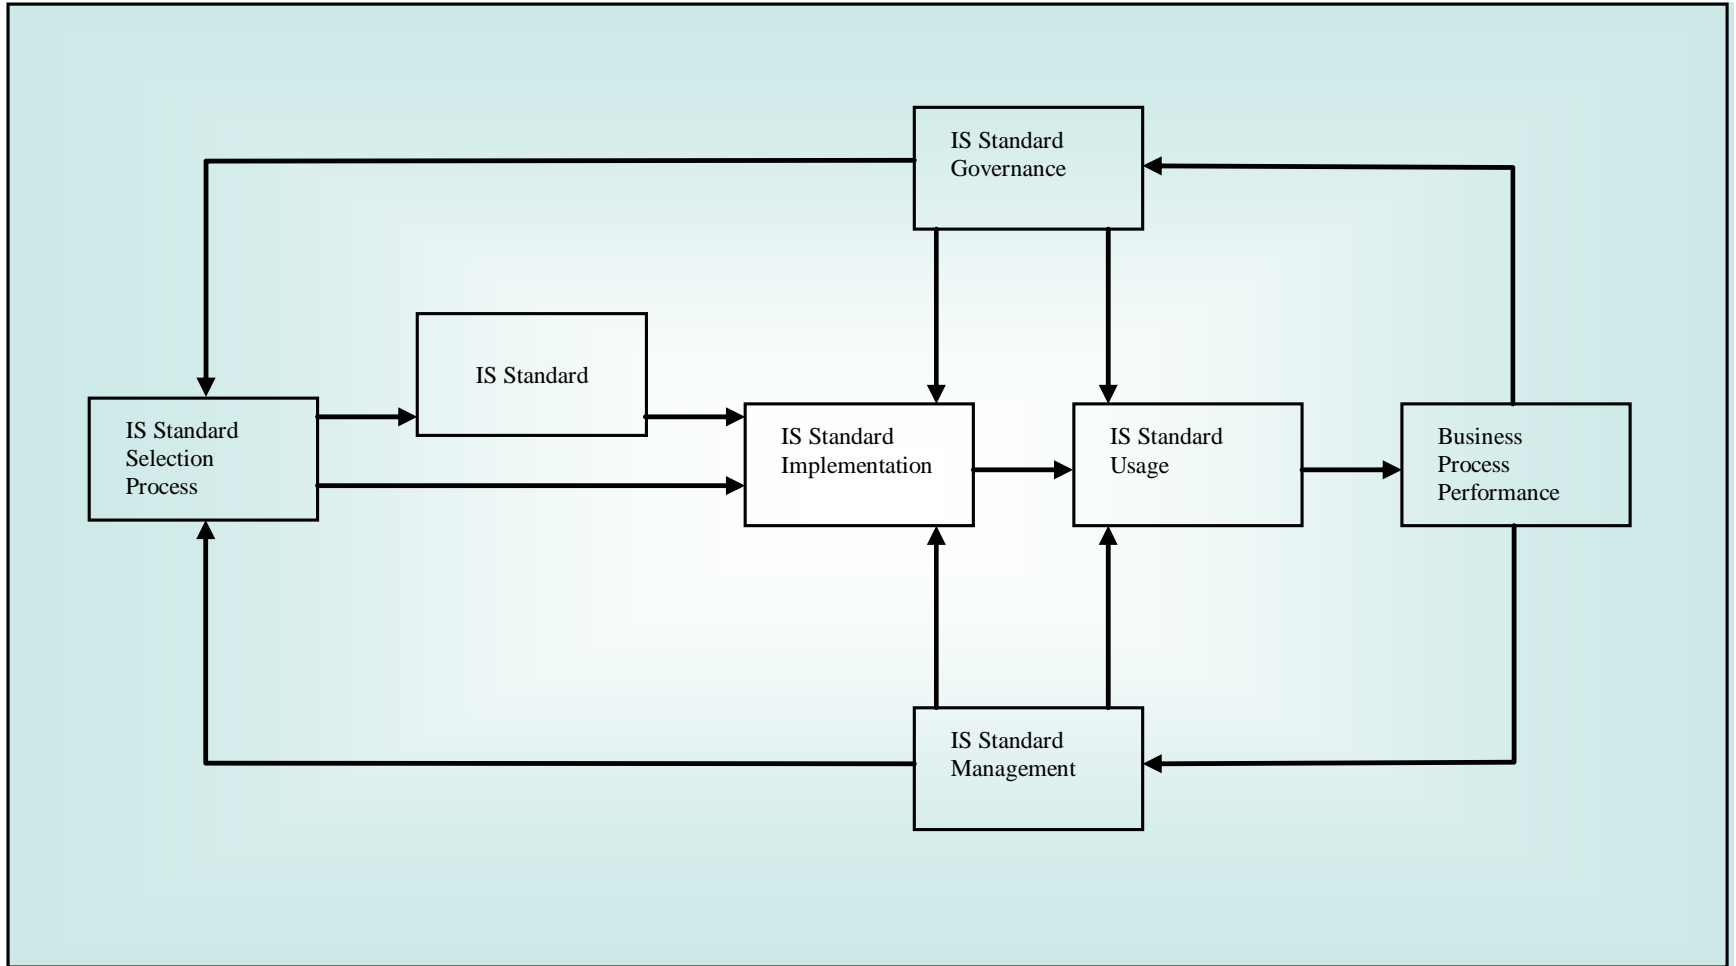 IS Standard
Governance
IS Standard
IS Standard
Selection
Process
IS Standard
Implementation
IS Standard
Usage
Business
Process
Performance
IS Standard
Management